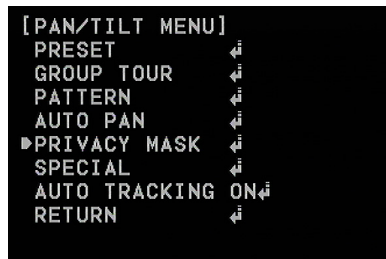 [PAN/TILT MENU]
PRESET ↲
GROUP TOUR ↲
PATTERN ↲
AUTO PAN ↲
PRIVACY MASK ↲
SPECIAL ↲
AUTO TRACKING ON↲
RETURN ↲